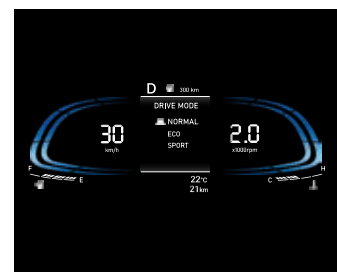 D 300 km
DRIVE MODE
NORMAL
ECO
SPORT
30
km/h
2.0
x1000rpm
F
E
22°C
21km
C
H